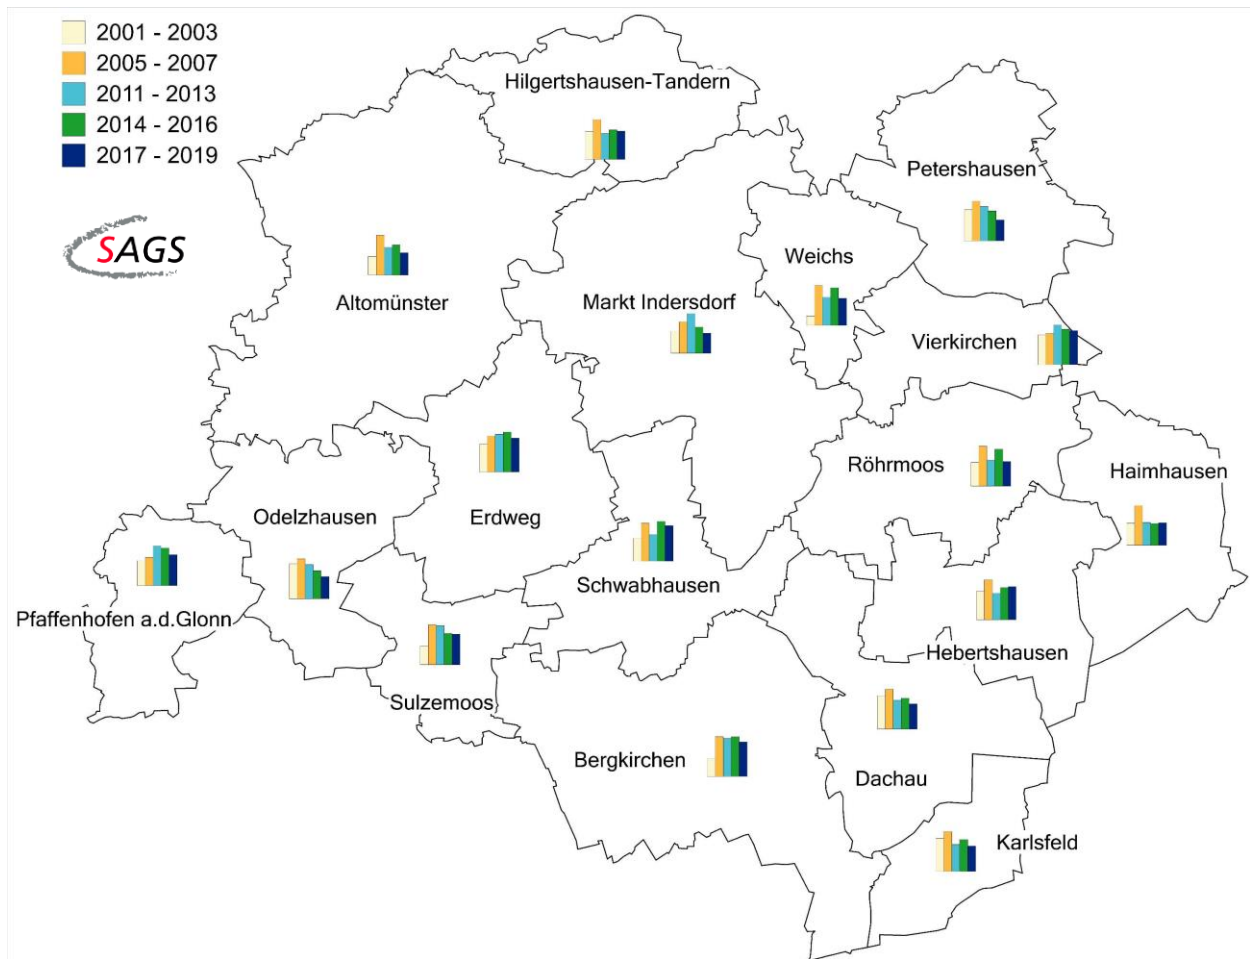 2001 - 2003
2005 - 2007
2011 - 2013
2014 - 2016
2017 - 2019
SAGS
Hilgertshausen-Tandern
Petershausen
Weichs
Altomünster
Markt Indersdorf
Vierkirchen
Röhrmoos
Haimhausen
Odelzhausen
Erdweg
Schwabhausen
Pfaffenhofen a.d.Glonn
Hebertshausen
Sulzemoos
Bergkirchen
Dachau
Karlsfeld